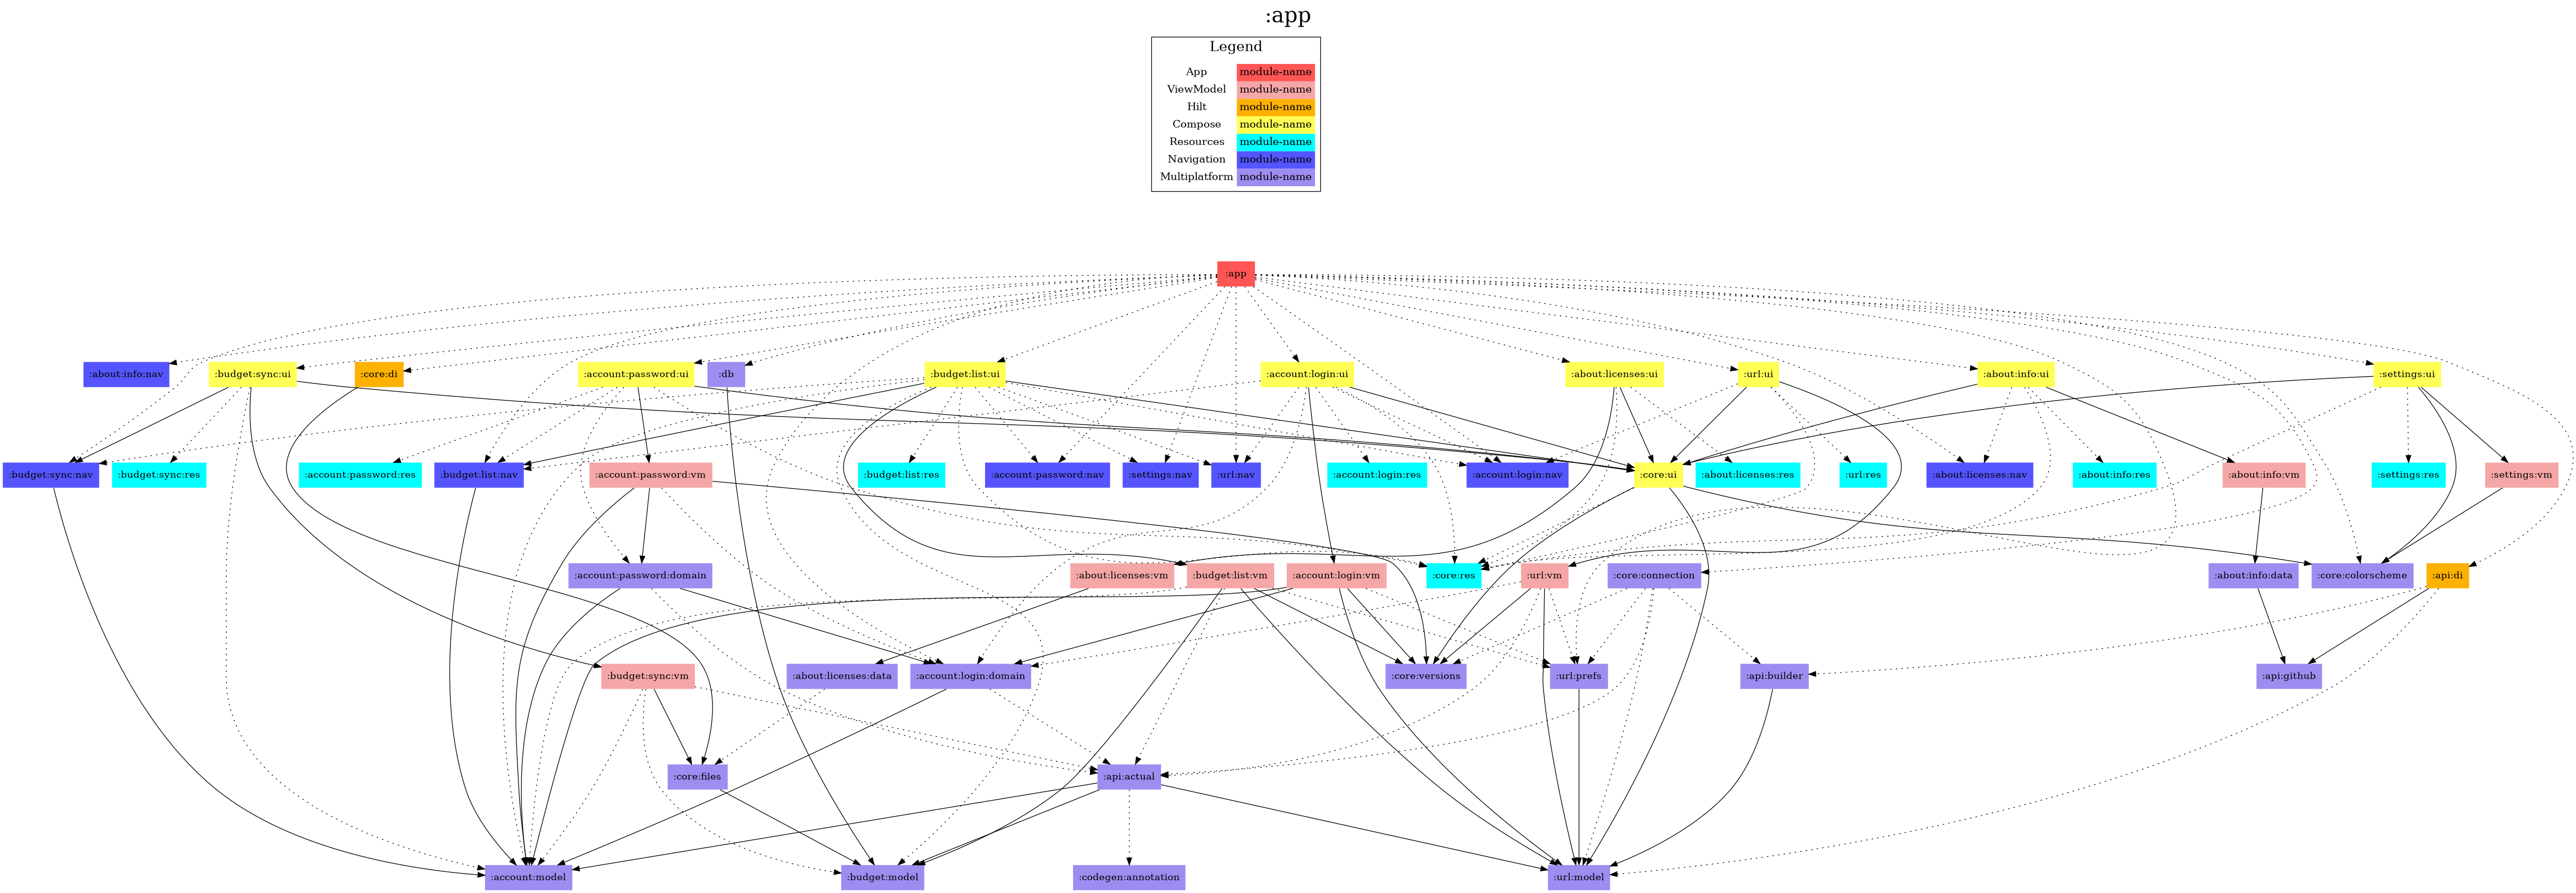 :app
Legend
App module-name
ViewModel module-name
Hilt module-name
Compose module-name
Resources module-name
Navigation module-name
Multiplatform module-name
:app
:about:info:nav :budget:sync:ui :core:di :account:password:ui :db :budget:list:ui :account:login:ui :about:licenses:ui :url:ui :about:info:ui :settings:ui
:budget:sync:nav :budget:sync:res :account:password:res :budget:list:nav :account:password:vm :budget:list:res :account:password:nav :settings:nav :url:nav :account:login:res :account:login:nav :core:ui :about:licenses:res :url:res :about:licenses:nav :about:info:res :about:info:vm :settings:res :settings:vm
:account:password:domain :about:licenses:vm :budget:list:vm :account:login:vm :core:res :url:vm :core:connection :about:info:data :core:colorscheme :api:di
:budget:sync:vm :about:licenses:data :account:login:domain :core:versions :url:prefs :api:builder :api:github
:core:files :api:actual
:account:model :budget:model :codegen:annotation :url:model